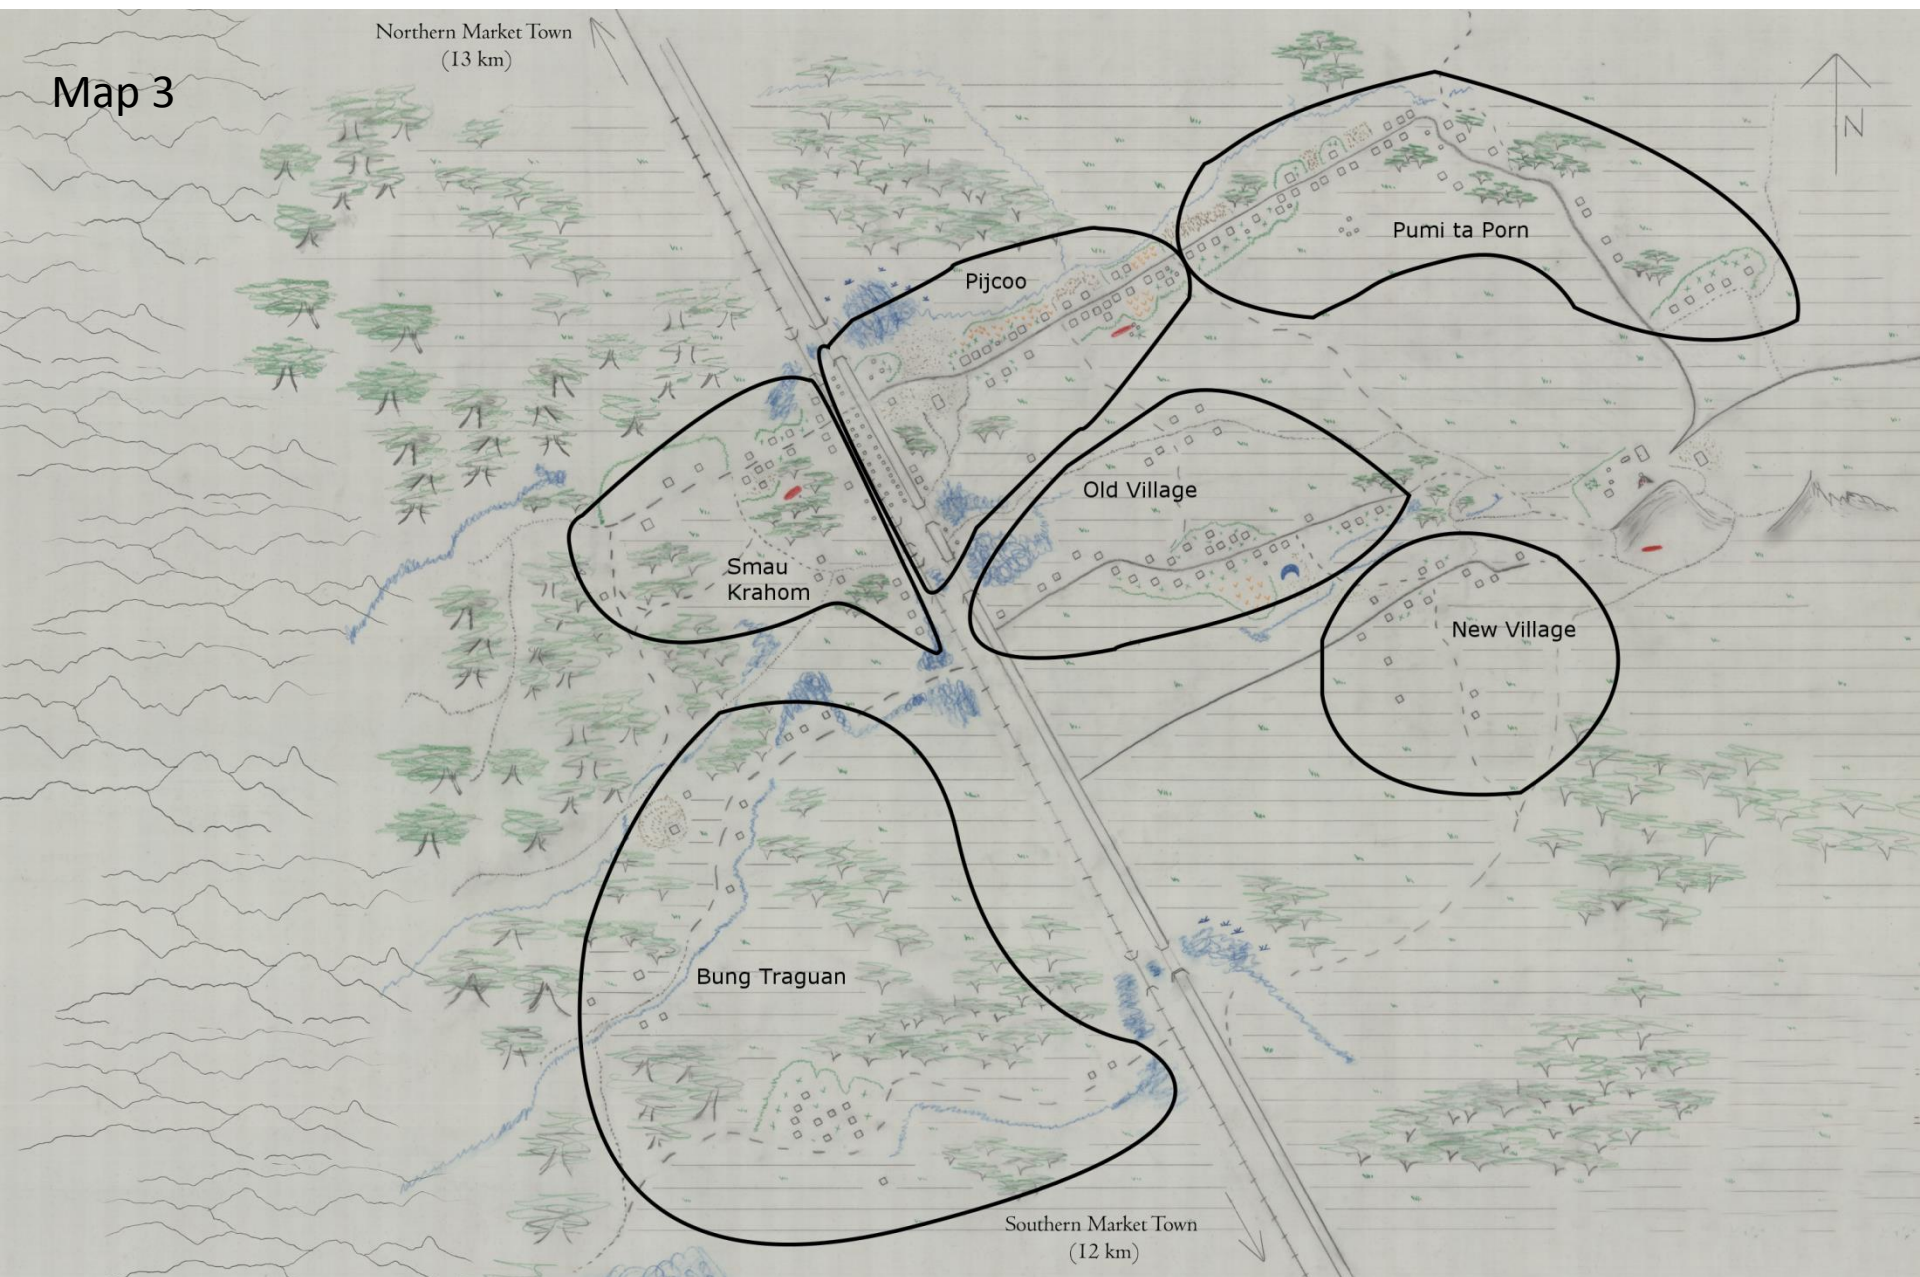 Northern Market Town
(13 km)
Map 3
N
Pumi ta Porn
Pijcoo
Old Village
Smau
Krahom
New Village
Bung Traguan
Southern Market Town
(12 km)